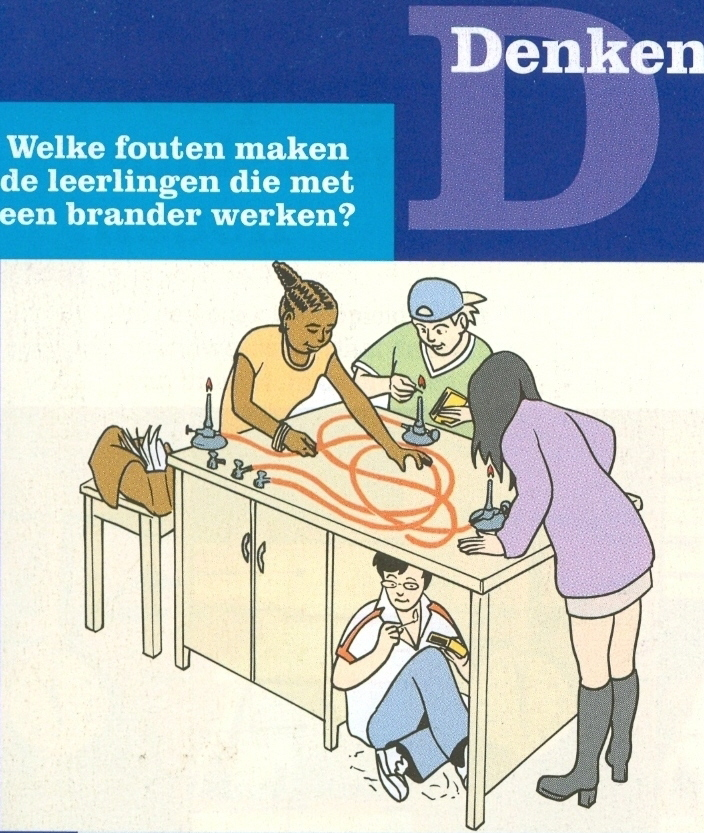 Denken
D
Welke fouten maken
de leerlingen die met
een brander werken?